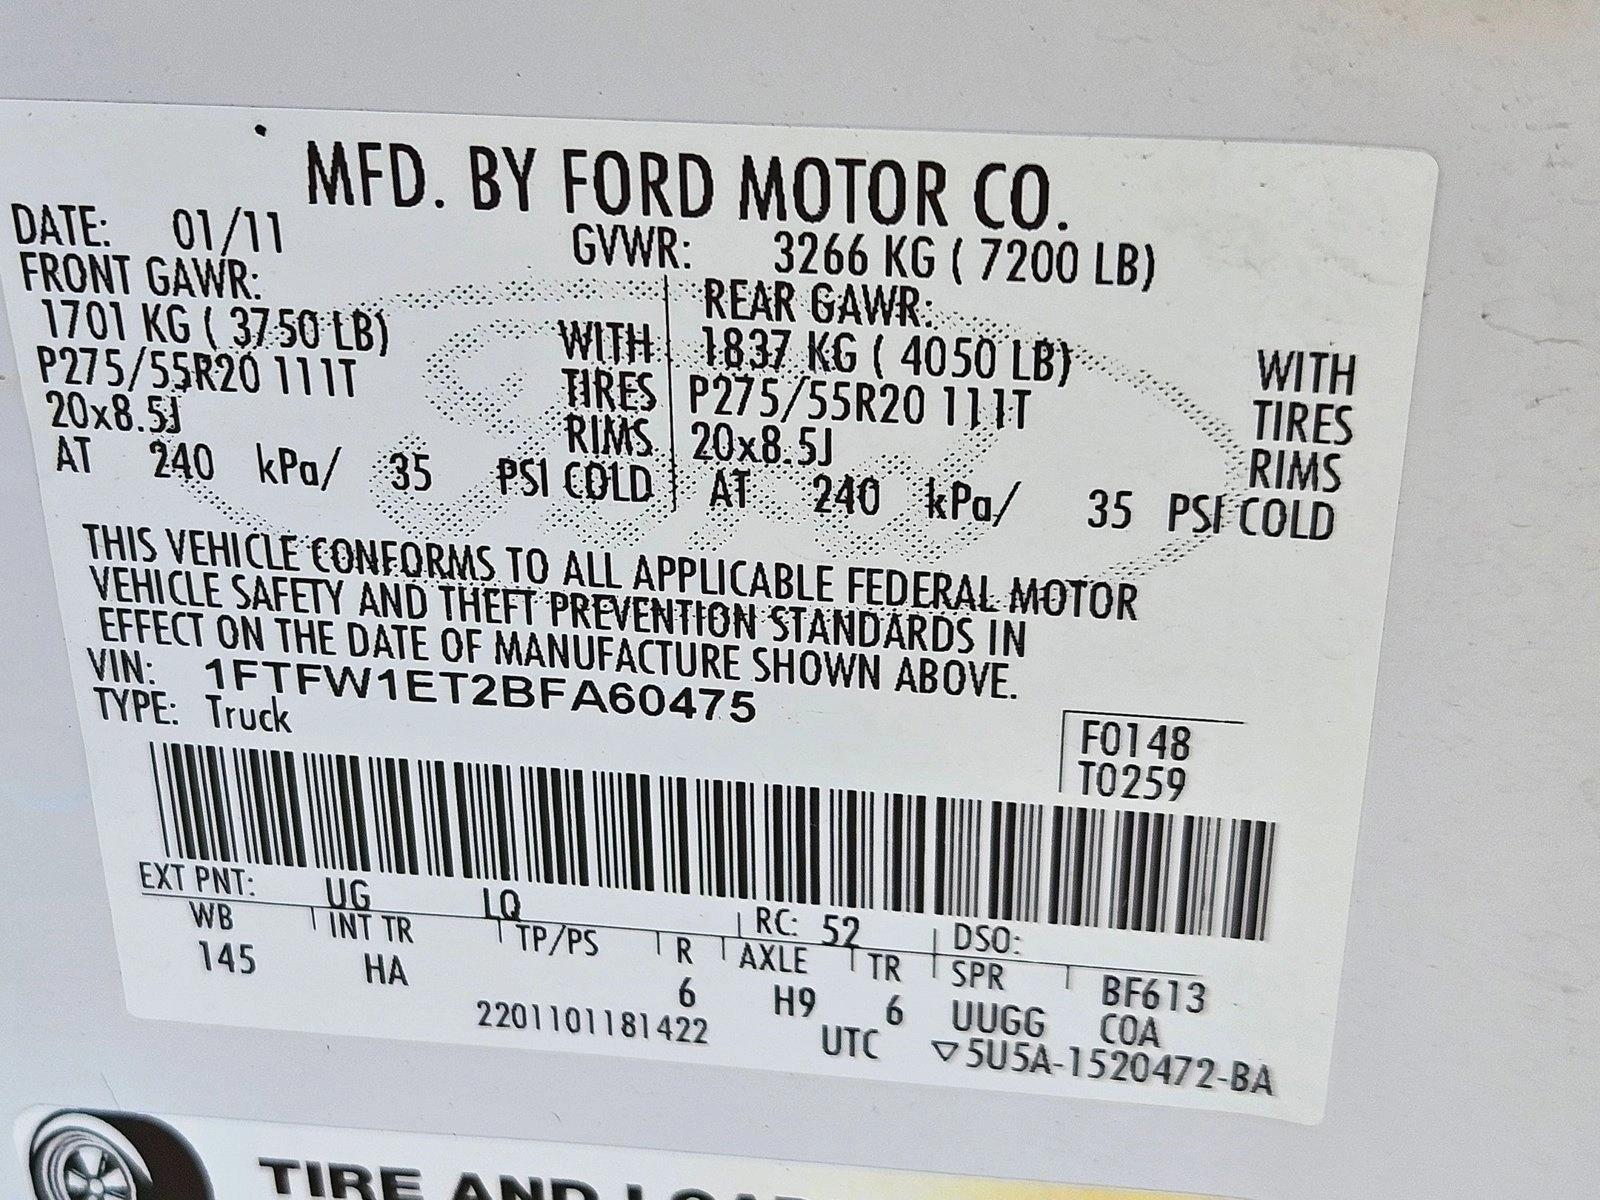 MFD. BY FORD MOTOR CO.
DATE: 01/11 GVWR: 3266 KG ( 7200 LB)
FRONT GAWR: REAR GAWR:
1701 KG ( 3750 LB) WITH 1837 KG ( 4050 LB) WITH
P275/55R20 111T TIRES P275/55R20 111T TIRES
20x8.5J RIMS 20x8.5J RIMS
AT 240 kPa/ 35 PSI COLD AT 240 kPa/ 35 PSI COLD
THIS VEHICLE CONFORMS TO ALL APPLICABLE FEDERAL MOTOR
VEHICLE SAFETY AND THEFT PREVENTION STANDARDS IN
EFFECT ON THE DATE OF MANUFACTURE SHOWN ABOVE.
VIN: 1FTFW1ET2BFA60475
TYPE: Truck
F0148
T0259
EXT PNT: UG LQ RC: 52 DSO:
WB INT TR TP/PS R AXLE TR SPR BF613
145 HA 6 H9 6 UUGG COA
2201101181422 UTC ▽5U5A-1520472-BA
TIRE AND